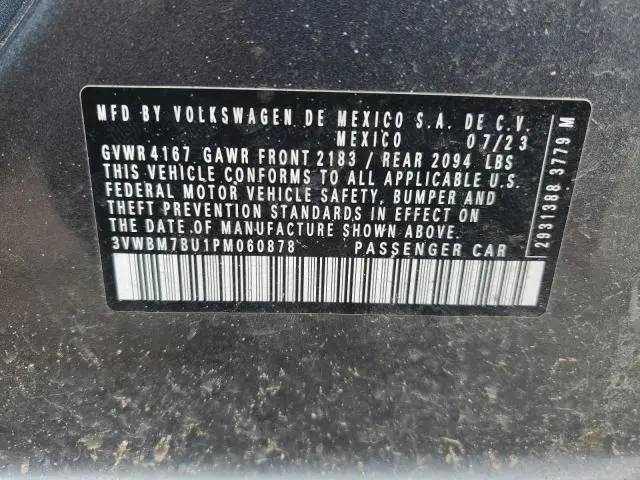 MFD BY VOLKSWAGEN DE MEXICO S.A. DE C.V.
MEXICO 07/23
GVWR 4167 GAWR FRONT 2183 / REAR 2094 LBS
THIS VEHICLE CONFORMS TO ALL APPLICABLE U.S.
FEDERAL MOTOR VEHICLE SAFETY, BUMPER AND
THEFT PREVENTION STANDARDS IN EFFECT ON
THE DATE OF MANUFACTURE SHOWN ABOVE.
3VWBM7BU1PM060878 PASSENGER CAR
2931388 3779 M